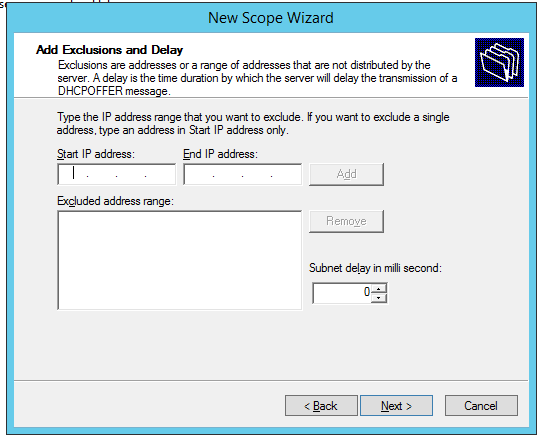 New Scope Wizard
Add Exclusions and Delay
Exclusions are addresses or a range of addresses that are not distributed by the
server. A delay is the time duration by which the server will delay the transmission of a
DHCPOFFER message.
Type the IP address range that you want to exclude. If you want to exclude a single
address, type an address in Start IP address only.
Start IP address: End IP address:
. . . . . . Add
Excluded address range:
Remove
Subnet delay in milli second:
0
< Back Next > Cancel